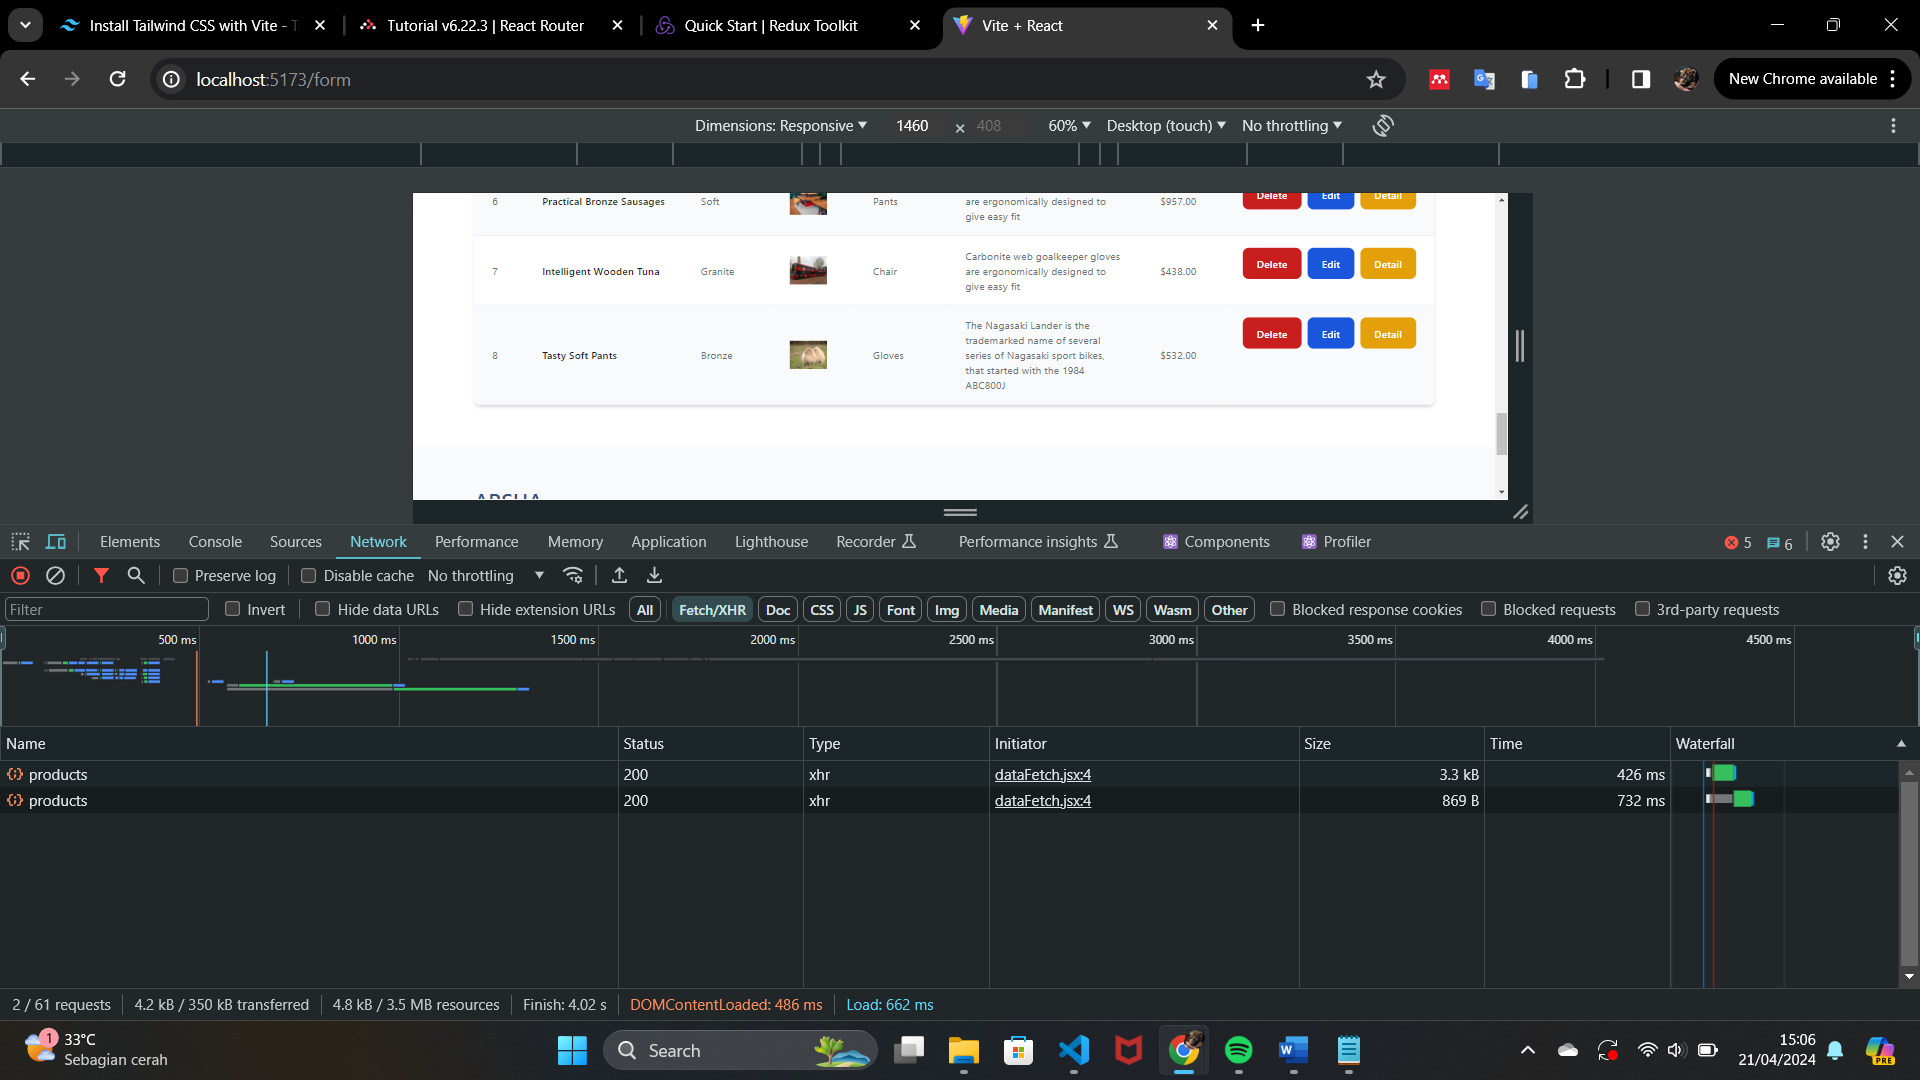 Install Tailwind CSS with Vite - T
Tutorial v6.22.3 | React Router
Quick Start | Redux Toolkit
Vite + React
localhost:5173/form
New Chrome available
Dimensions: Responsive
1460
×
408
60%
Desktop (touch)
No throttling
6 Practical Bronze Sausages Soft Pants are ergonomically designed to give easy fit $957.00 Delete Edit Detail
7 Intelligent Wooden Tuna Granite Chair Carbonite web goalkeeper gloves are ergonomically designed to give easy fit $438.00 Delete Edit Detail
8 Tasty Soft Pants Bronze Gloves The Nagasaki Lander is the trademarked name of several series of Nagasaki sport bikes, that started with the 1984 ABC800J $532.00 Delete Edit Detail
Elements Console Sources Network Performance Memory Application Lighthouse Recorder Performance insights Components Profiler 5 6
Preserve log Disable cache No throttling
Filter Invert Hide data URLs Hide extension URLs All Fetch/XHR Doc CSS JS Font Img Media Manifest WS Wasm Other Blocked response cookies Blocked requests 3rd-party requests
500 ms 1000 ms 1500 ms 2000 ms 2500 ms 3000 ms 3500 ms 4000 ms 4500 ms
Name Status Type Initiator Size Time Waterfall
products 200 xhr dataFetch.jsx:4 3.3 kB 426 ms
products 200 xhr dataFetch.jsx:4 869 B 732 ms
2 / 61 requests 4.2 kB / 350 kB transferred 4.8 kB / 3.5 MB resources Finish: 4.02 s DOMContentLoaded: 486 ms Load: 662 ms
1
33°C
Sebagian cerah
Search
15:06
21/04/2024
PRE